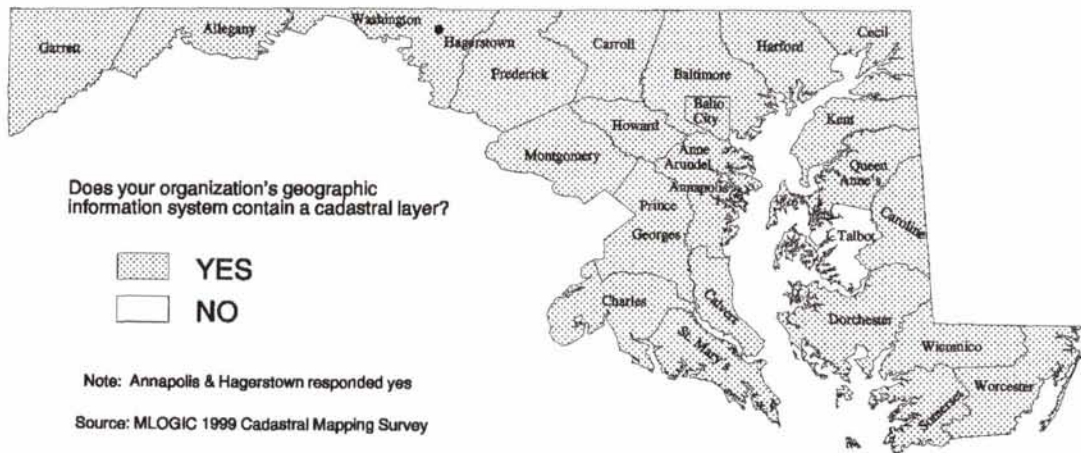 Washington
Allegany
Garrett
Hagerstown
Carroll
Harford
Cecil
Prederick
Baltimore
Balto
City
Kent
Howard
Anne
Arundel
Montgomery
Queen
Anne's
Annapolis
Prince
Georges
Caroline
Talbot
Charles
Calvert
St. Mary's
Dorchester
Wicomico
Worcester
Somerset
Does your organization's geographic
information system contain a cadastral layer?
YES
NO
Note: Annapolis & Hagerstown responded yes
Source: MLOGIC 1999 Cadastral Mapping Survey